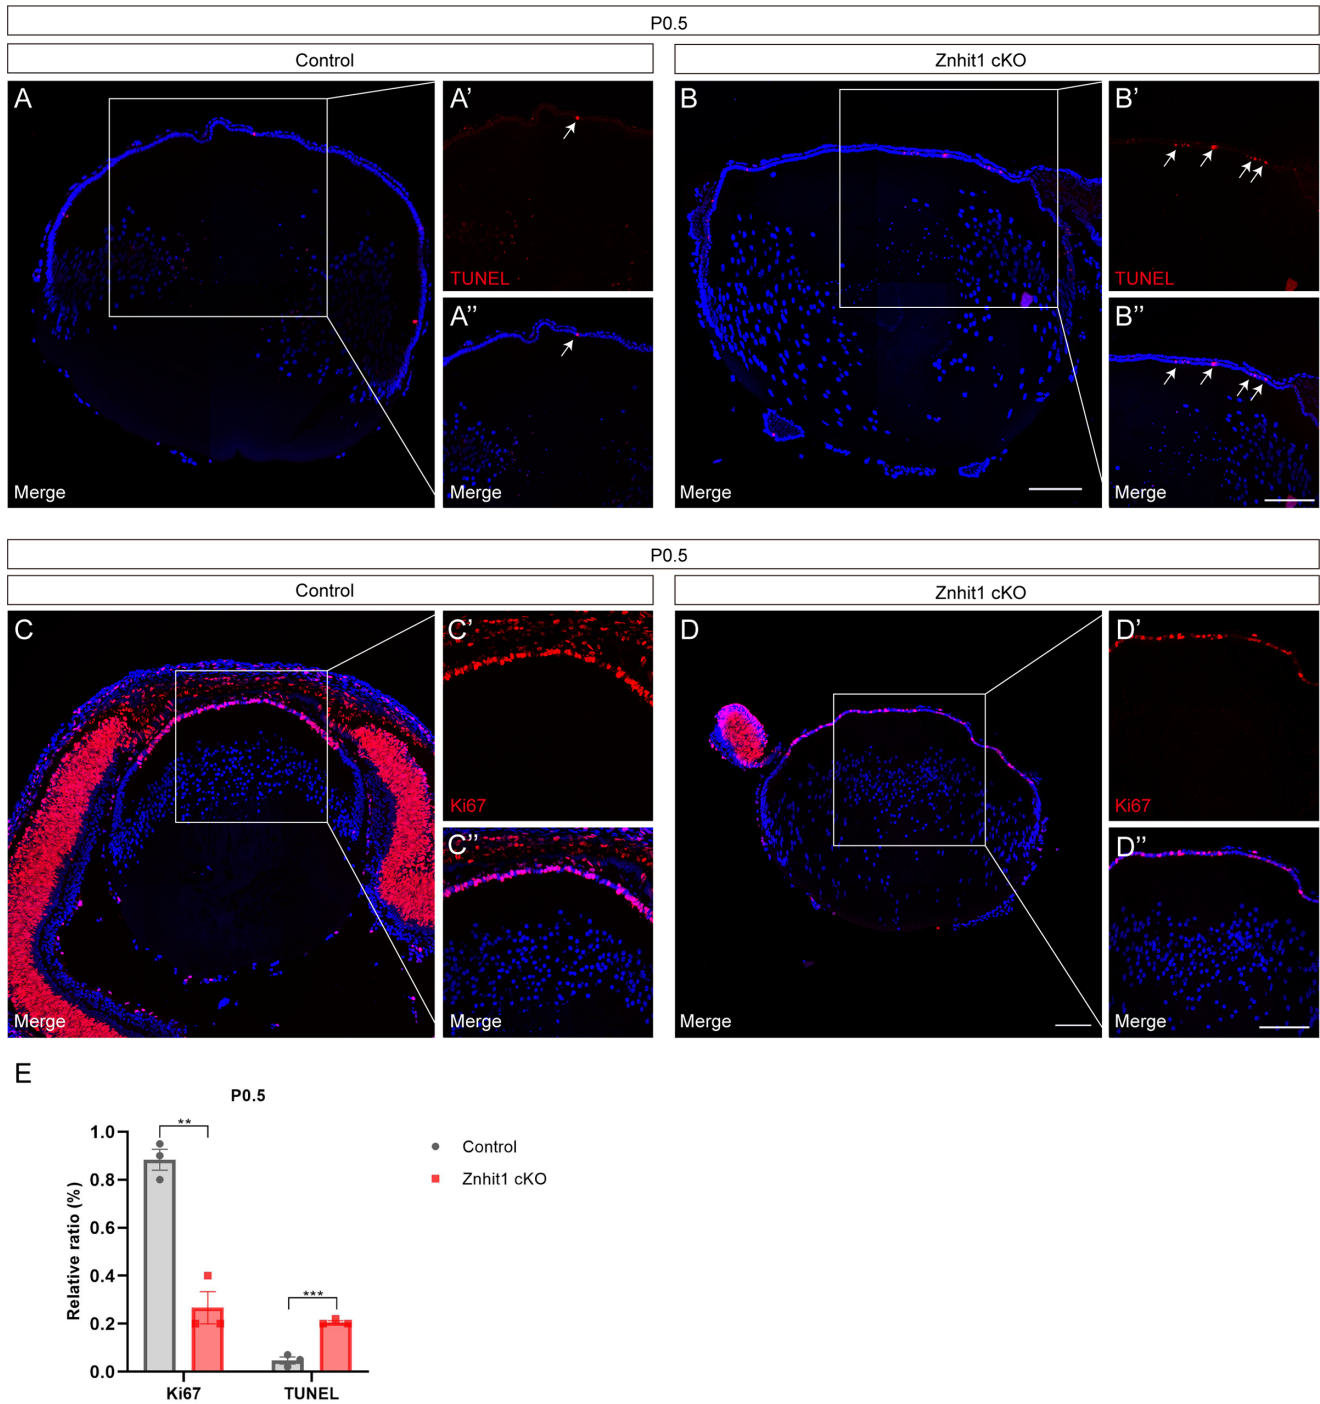 P0.5
Control
Znhit1 cKO
A
A’
TUNEL
A’’
Merge
Merge
B
B’
TUNEL
B’’
Merge
Merge
P0.5
Control
Znhit1 cKO
C
C’
Ki67
C’’
Merge
Merge
D
D’
Ki67
D’’
Merge
Merge
E
P0.5
**
***
Relative ratio (%)
1.0
0.8
0.6
0.4
0.2
0.0
Ki67
TUNEL
Control
Znhit1 cKO